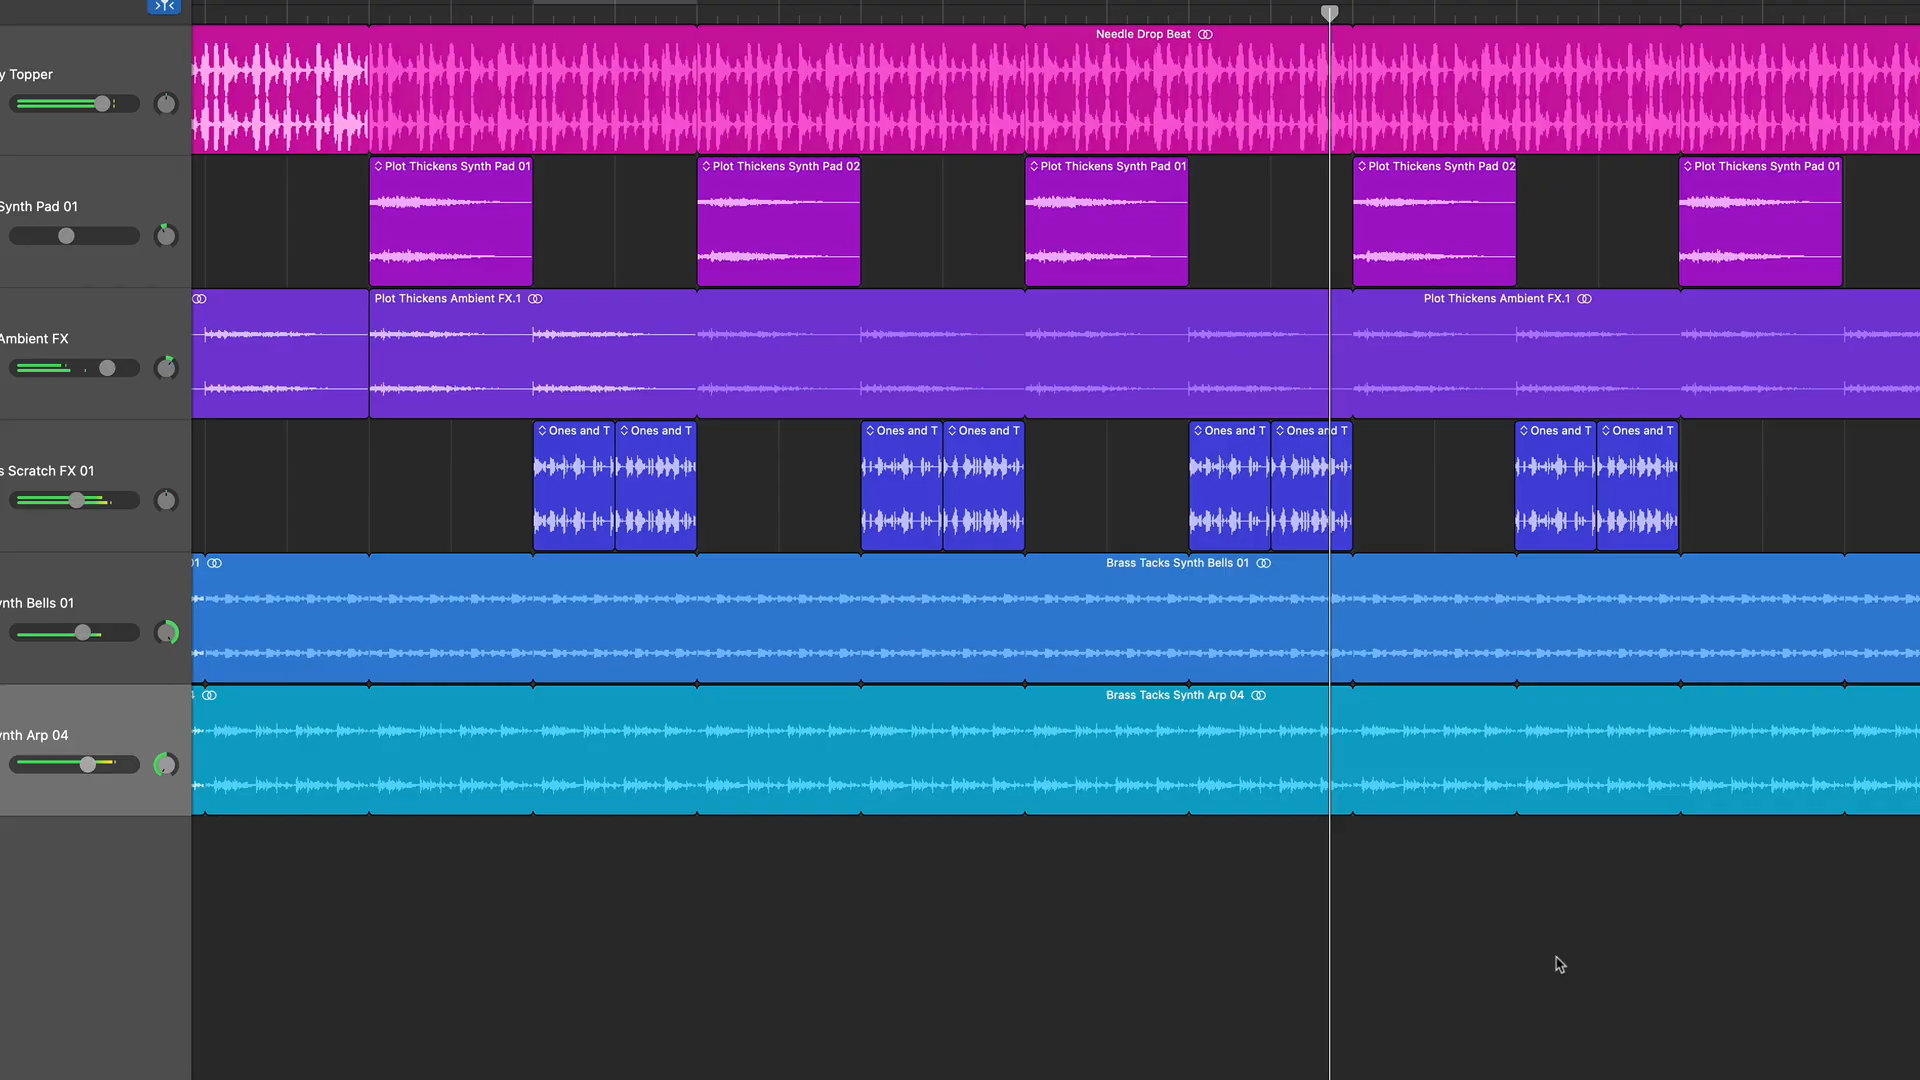 Needle Drop Beat
y Topper
Plot Thickens Synth Pad 01
Plot Thickens Synth Pad 02
Plot Thickens Synth Pad 01
Plot Thickens Synth Pad 02
Plot Thickens Synth Pad 01
Synth Pad 01
Plot Thickens Ambient FX.1
Plot Thickens Ambient FX.1
Ambient FX
Ones and T
Ones and T
Ones and T
Ones and T
Ones and T
Ones and T
Ones and T
Ones and T
s Scratch FX 01
01
Brass Tacks Synth Bells 01
ynth Bells 01
Brass Tacks Synth Arp 04
ynth Arp 04